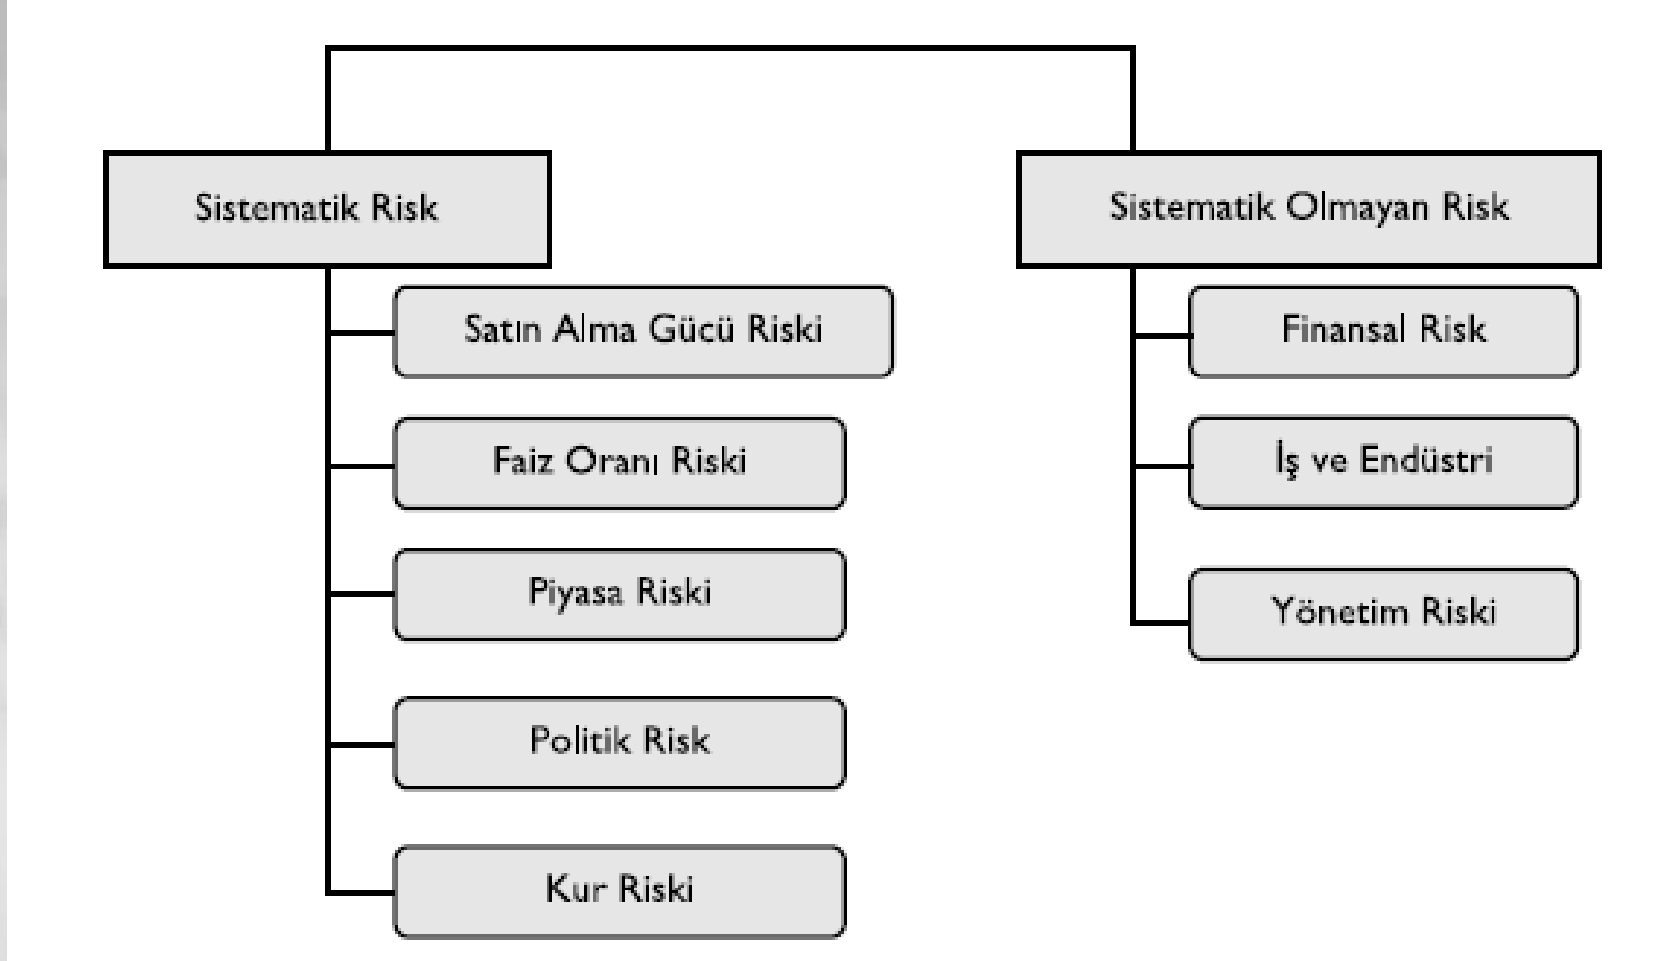 Sistematik Risk
Satın Alma Gücü Riski
Faiz Oranı Riski
Piyasa Riski
Politik Risk
Kur Riski
Sistematik Olmayan Risk
Finansal Risk
İş ve Endüstri
Yönetim Riski